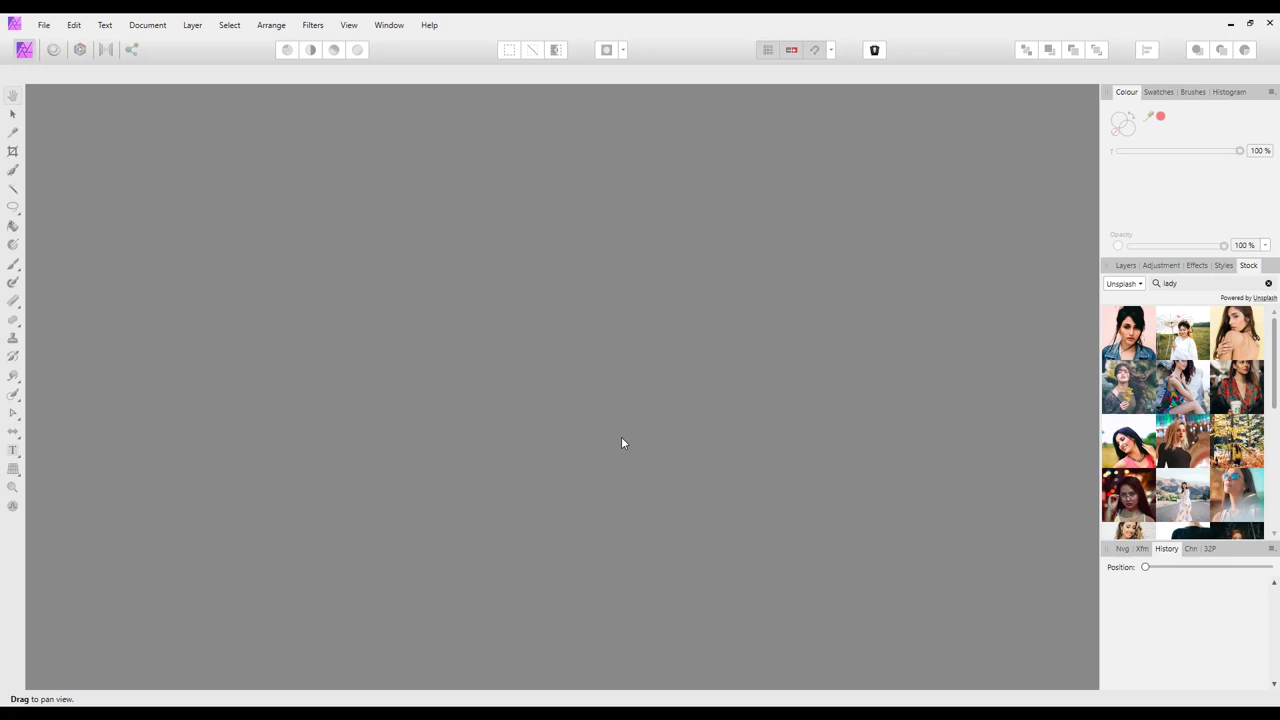 File Edit Text Document Layer Select Arrange Filters View Window Help
Colour Swatches Brushes Histogram
100 %
Opacity
100 %
Layers Adjustment Effects Styles Stock
Unsplash lady
Powered by Unsplash
Nvg Xfm History Chn 32P
Position:
T
Drag to pan view.